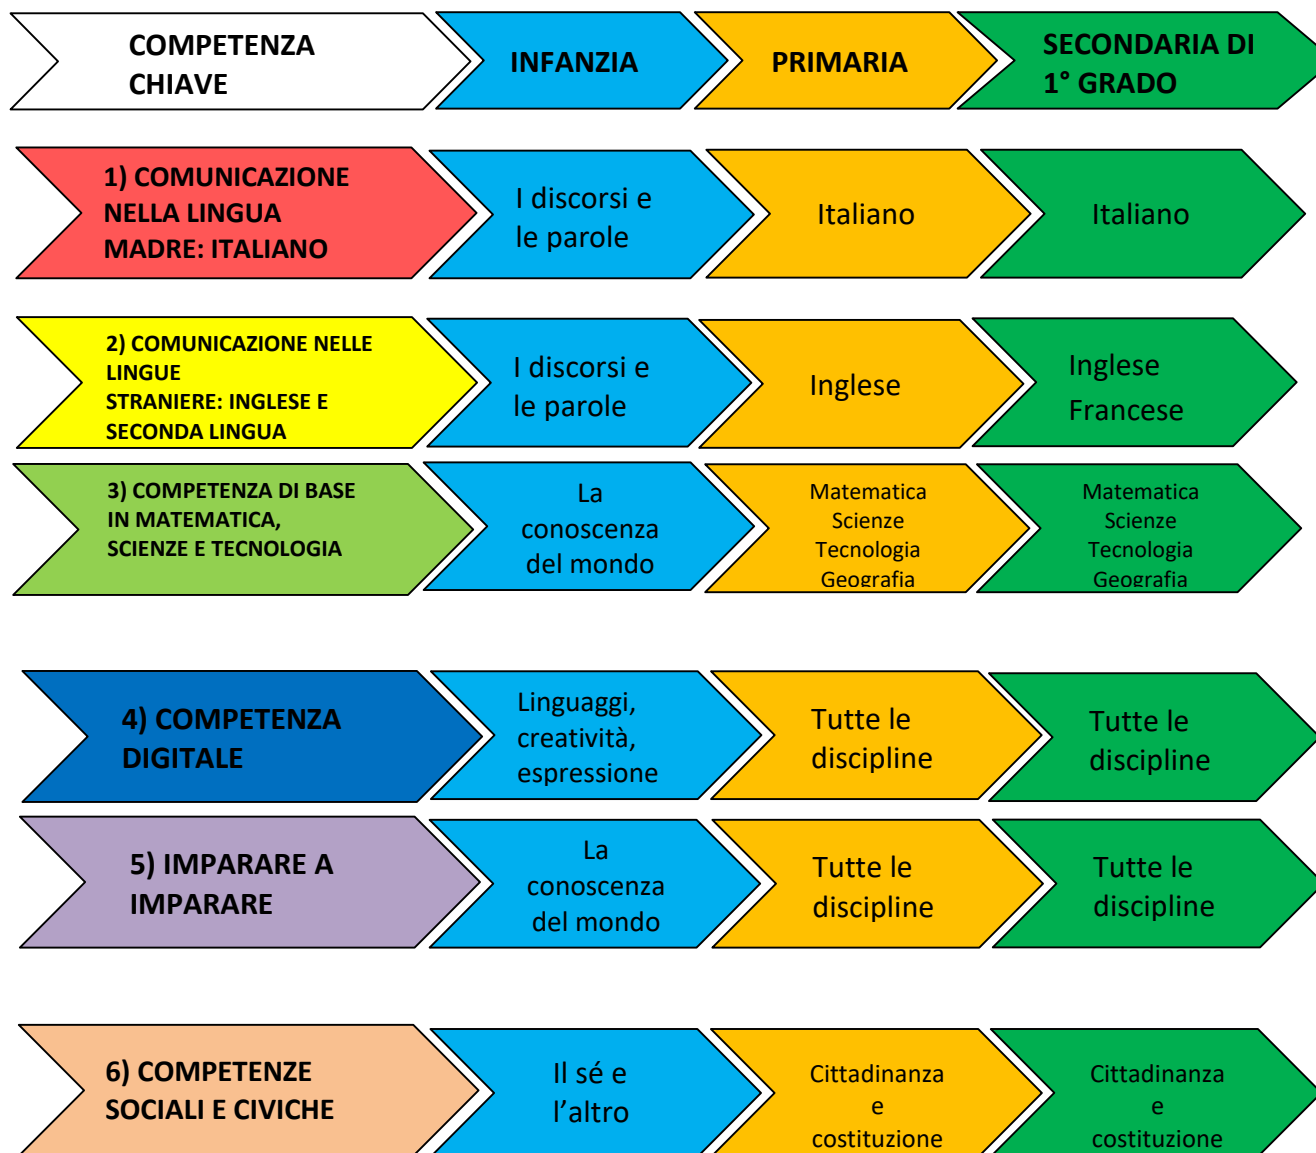 COMPETENZA
CHIAVE
INFANZIA
PRIMARIA
SECONDARIA DI
1° GRADO
1) COMUNICAZIONE
NELLA LINGUA
MADRE: ITALIANO
I discorsi e
le parole
Italiano
Italiano
2) COMUNICAZIONE NELLE
LINGUE
STRANIERE: INGLESE E
SECONDA LINGUA
I discorsi e
le parole
Inglese
Inglese
Francese
3) COMPETENZA DI BASE
IN MATEMATICA,
SCIENZE E TECNOLOGIA
La
conoscenza
del mondo
Matematica
Scienze
Tecnologia
Geografia
Matematica
Scienze
Tecnologia
Geografia
4) COMPETENZA
DIGITALE
Linguaggi,
creatività,
espressione
Tutte le
discipline
Tutte le
discipline
5) IMPARARE A
IMPARARE
La
conoscenza
del mondo
Tutte le
discipline
Tutte le
discipline
6) COMPETENZE
SOCIALI E CIVICHE
Il sé e
l’altro
Cittadinanza
e
costituzione
Cittadinanza
e
costituzione